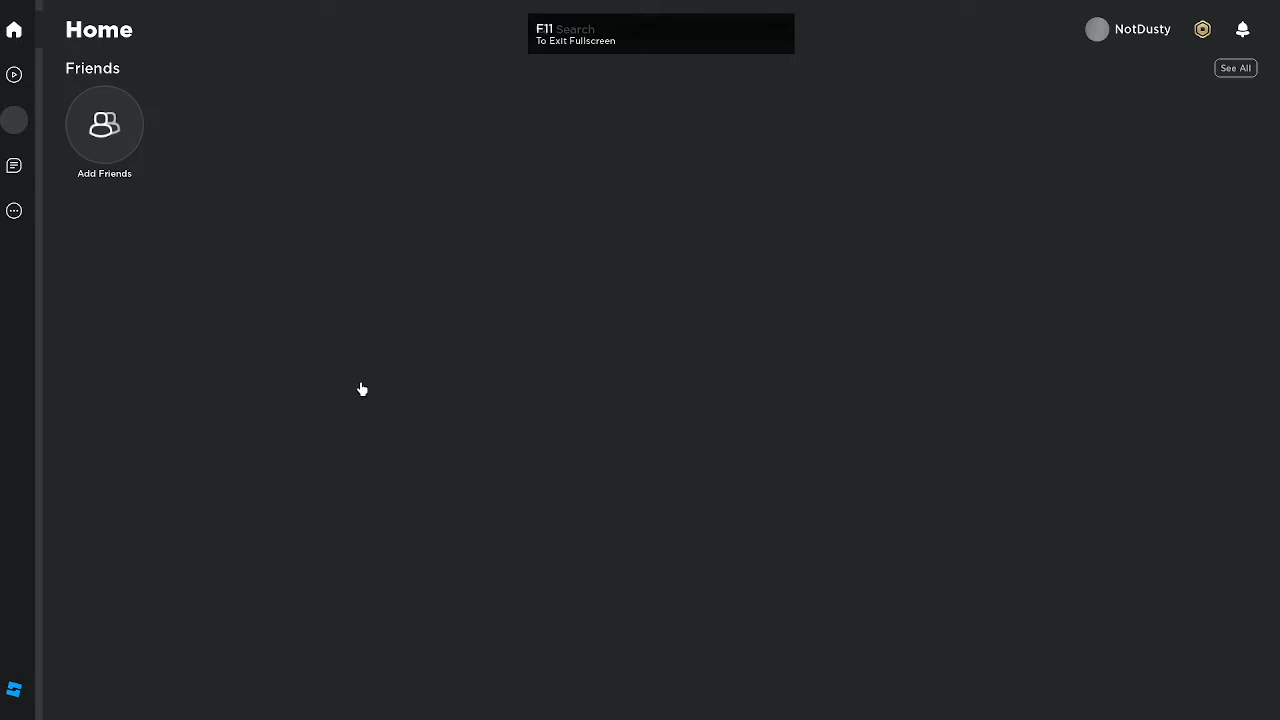 Home
F11 Search
To Exit Fullscreen
NotDusty
Friends
See All
Add Friends